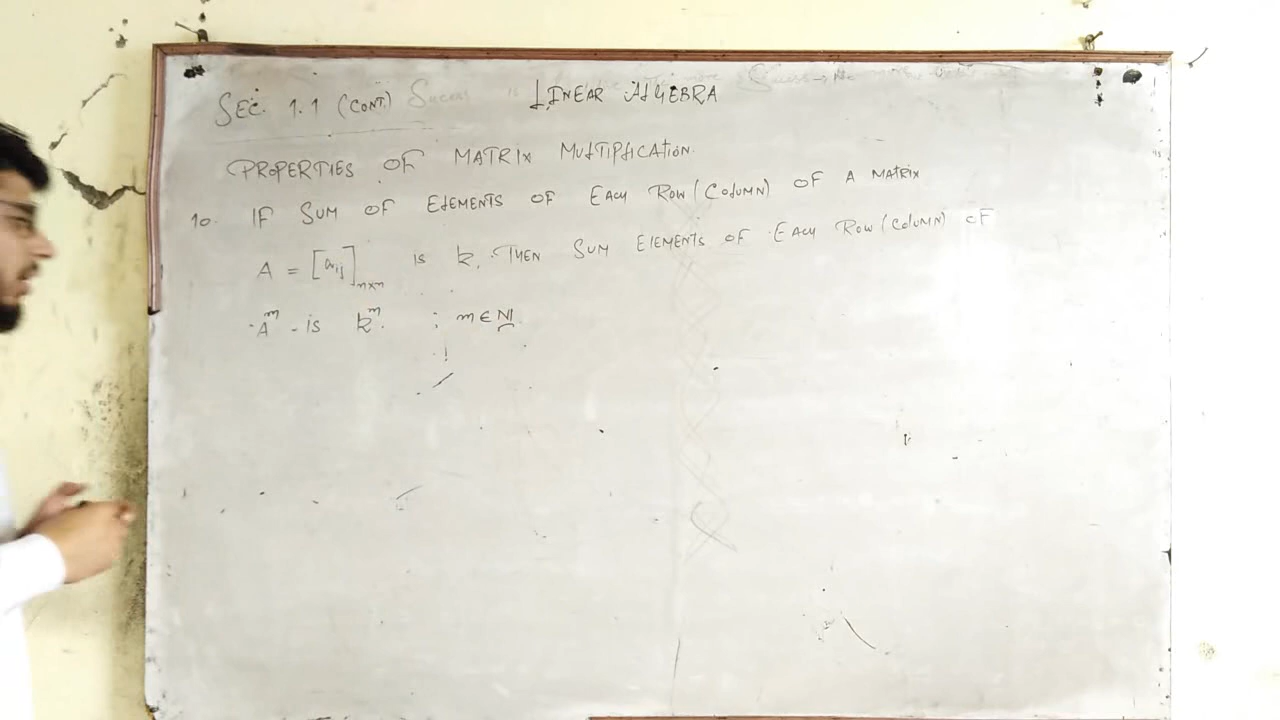 SEC. 1.1 (CONT.) LINEAR ALGEBRA
PROPERTIES OF MATRIX MULTIPLICATION.
10. IF SUM OF ELEMENTS OF EACH ROW (COLUMN) OF A MATRIX
A = [aij]n×n is k, THEN SUM ELEMENTS OF EACH ROW (COLUMN) OF
A^m is k^m. ; m ∈ N